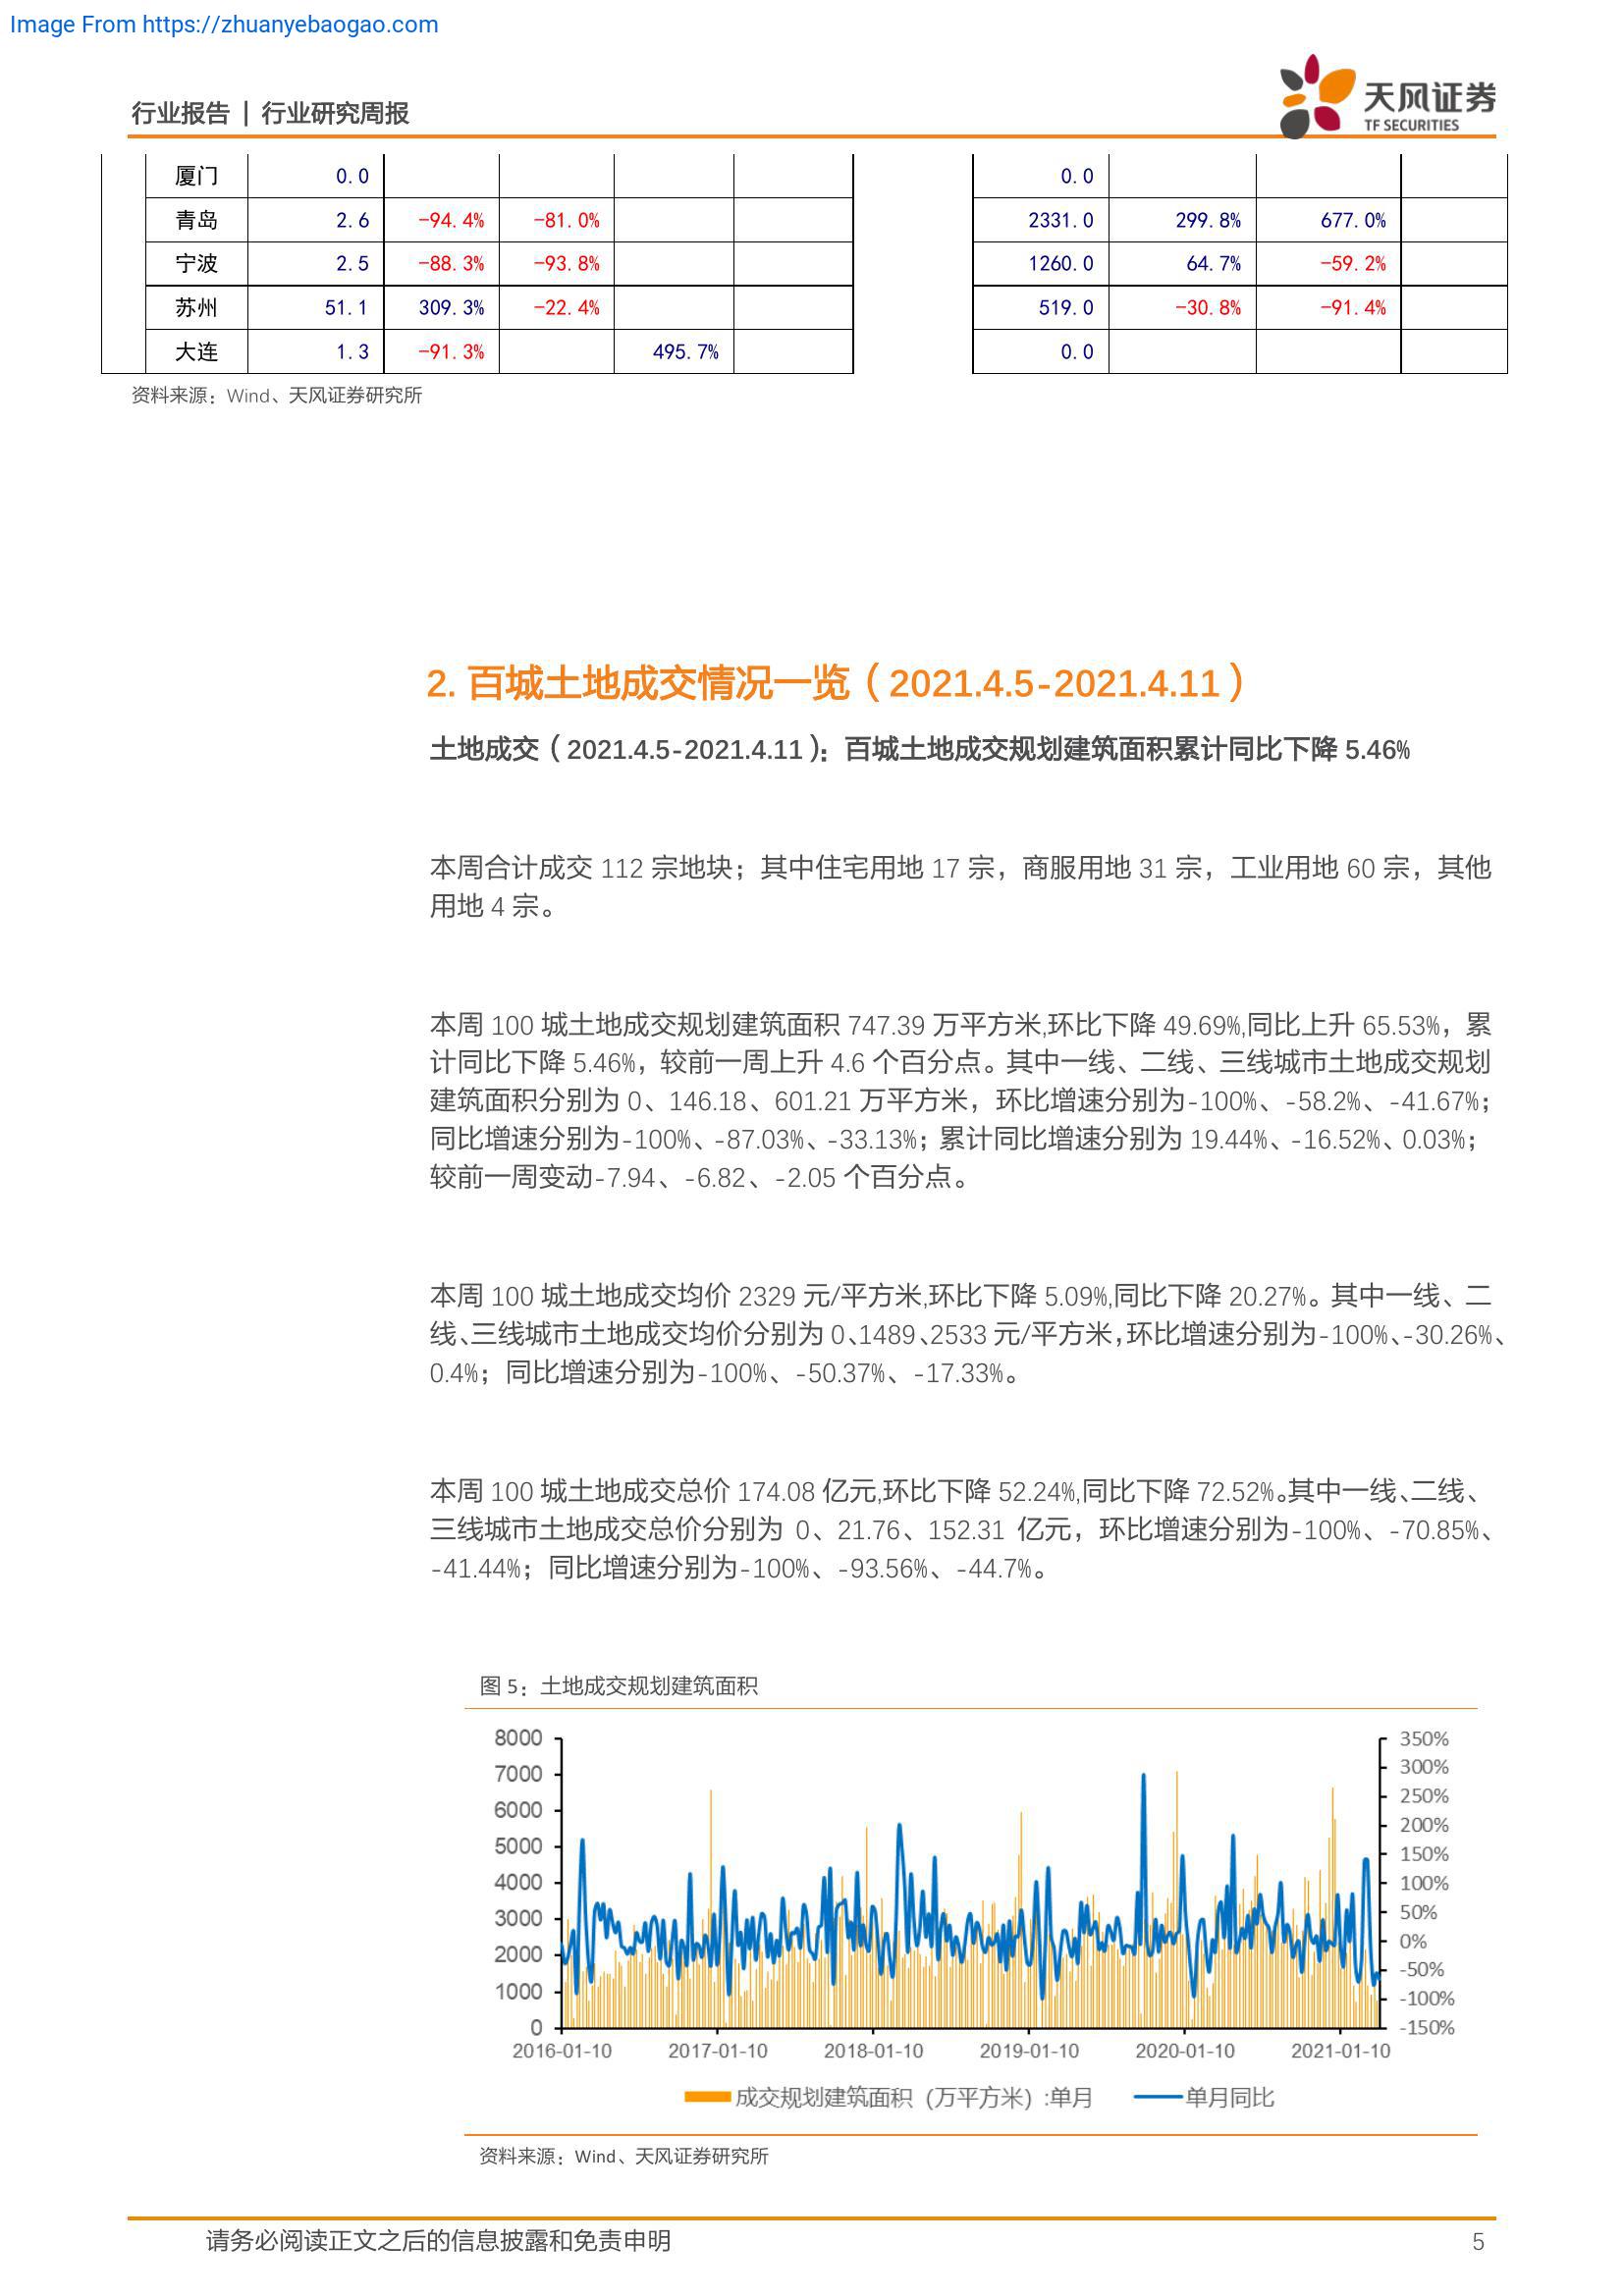 Image From https://zhuanyebaogao.com
行业报告 | 行业研究周报
天风证券
TF SECURITIES
厦门 0.0 0.0
青岛 2.6 -94.4% -81.0% 2331.0 299.8% 677.0%
宁波 2.5 -88.3% -93.8% 1260.0 64.7% -59.2%
苏州 51.1 309.3% -22.4% 519.0 -30.8% -91.4%
大连 1.3 -91.3% 495.7% 0.0
资料来源：Wind、天风证券研究所
2. 百城土地成交情况一览（2021.4.5-2021.4.11）
土地成交（2021.4.5-2021.4.11）：百城土地成交规划建筑面积累计同比下降 5.46%
本周合计成交 112 宗地块；其中住宅用地 17 宗，商服用地 31 宗，工业用地 60 宗，其他
用地 4 宗。
本周 100 城土地成交规划建筑面积 747.39 万平方米,环比下降 49.69%,同比上升 65.53%，累
计同比下降 5.46%，较前一周上升 4.6 个百分点。其中一线、二线、三线城市土地成交规划
建筑面积分别为 0、146.18、601.21 万平方米，环比增速分别为-100%、-58.2%、-41.67%；
同比增速分别为-100%、-87.03%、-33.13%；累计同比增速分别为 19.44%、-16.52%、0.03%；
较前一周变动-7.94、-6.82、-2.05 个百分点。
本周 100 城土地成交均价 2329 元/平方米,环比下降 5.09%,同比下降 20.27%。其中一线、二
线、三线城市土地成交均价分别为 0、1489、2533 元/平方米，环比增速分别为-100%、-30.26%、
0.4%；同比增速分别为-100%、-50.37%、-17.33%。
本周 100 城土地成交总价 174.08 亿元,环比下降 52.24%,同比下降 72.52%。其中一线、二线、
三线城市土地成交总价分别为 0、21.76、152.31 亿元，环比增速分别为-100%、-70.85%、
-41.44%；同比增速分别为-100%、-93.56%、-44.7%。
图 5：土地成交规划建筑面积
8000 350%
7000 300%
6000 250%
5000 200%
4000 150%
3000 100%
2000 50%
1000 0%
0 -50%
-100%
-150%
2016-01-10 2017-01-10 2018-01-10 2019-01-10 2020-01-10 2021-01-10
成交规划建筑面积（万平方米）:单月 单月同比
资料来源：Wind、天风证券研究所
请务必阅读正文之后的信息披露和免责申明 5